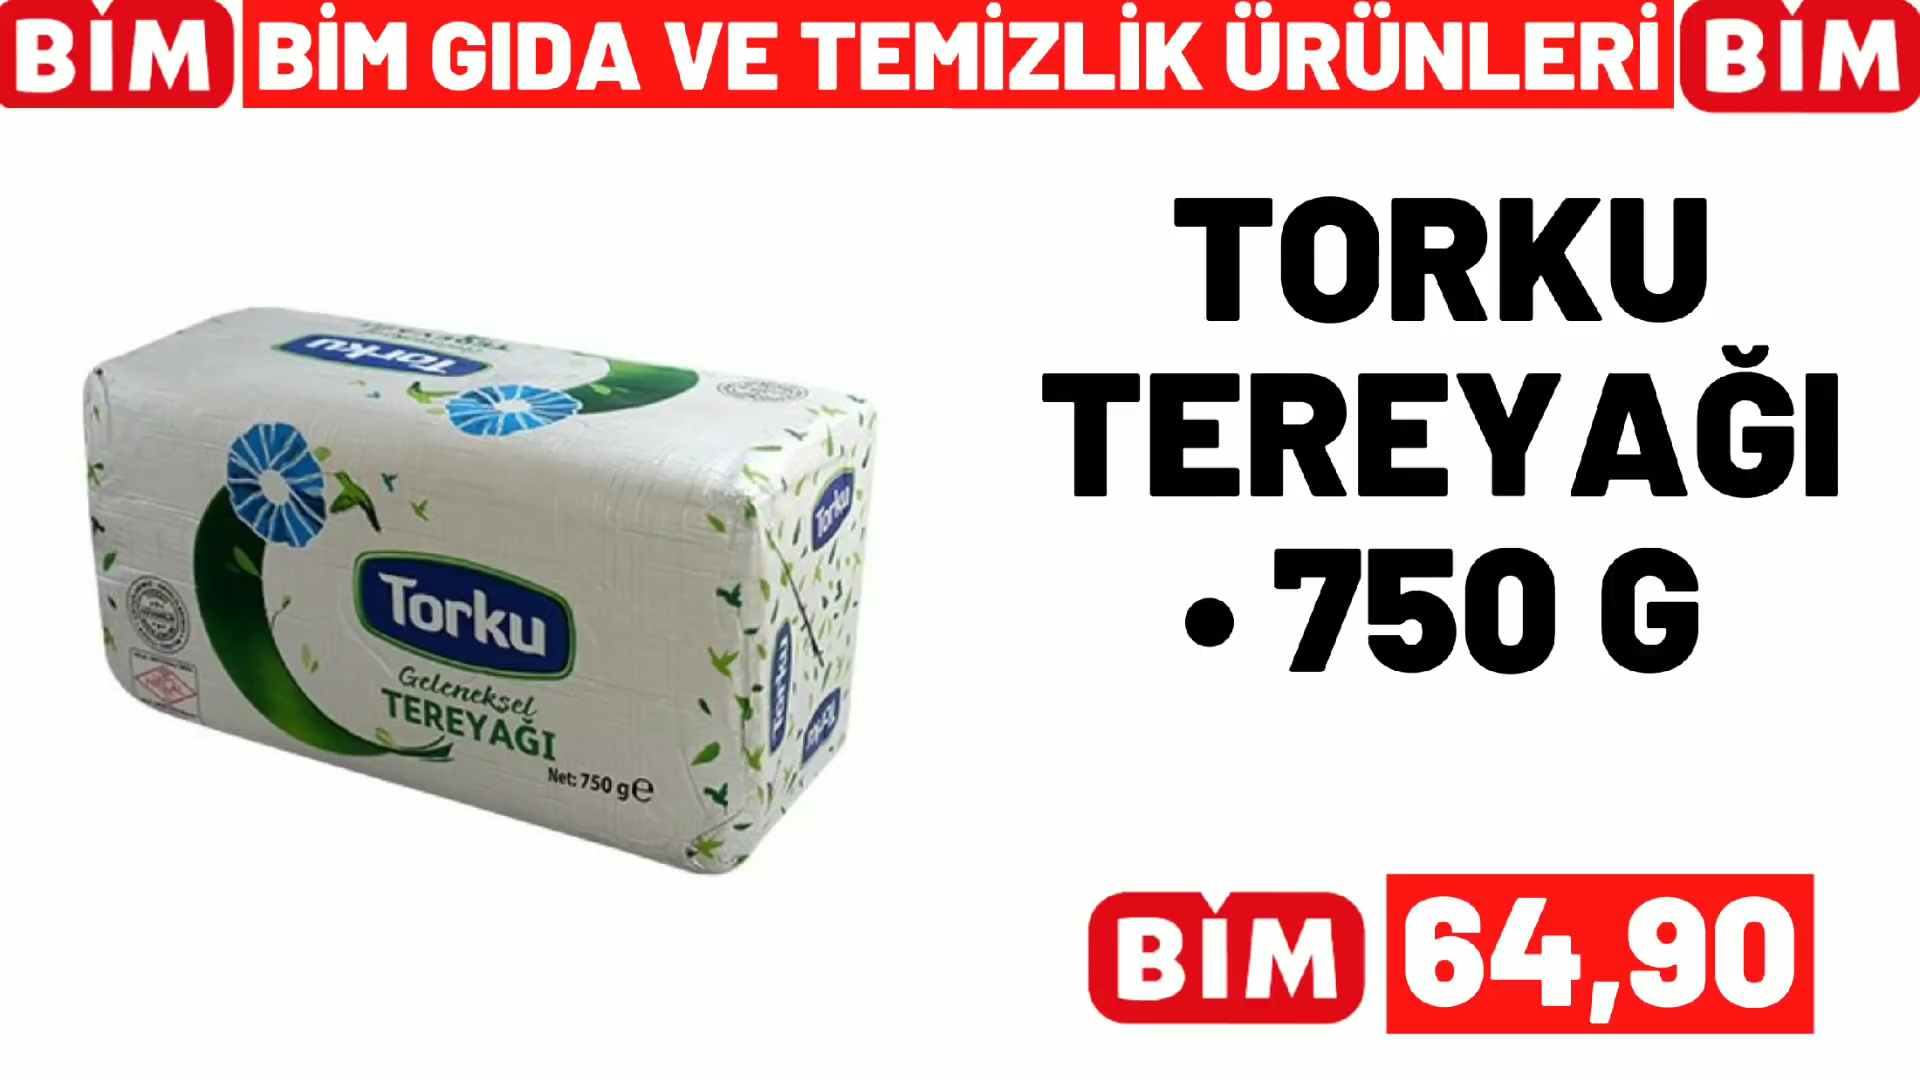 BİM BİM GIDA VE TEMİZLİK ÜRÜNLERİ BİM
TORKU
TEREYAĞI
• 750 G
Torku
Torku
Torku
Geleneksel
TEREYAĞI
Net: 750 g e
Torku
BİM 64,90